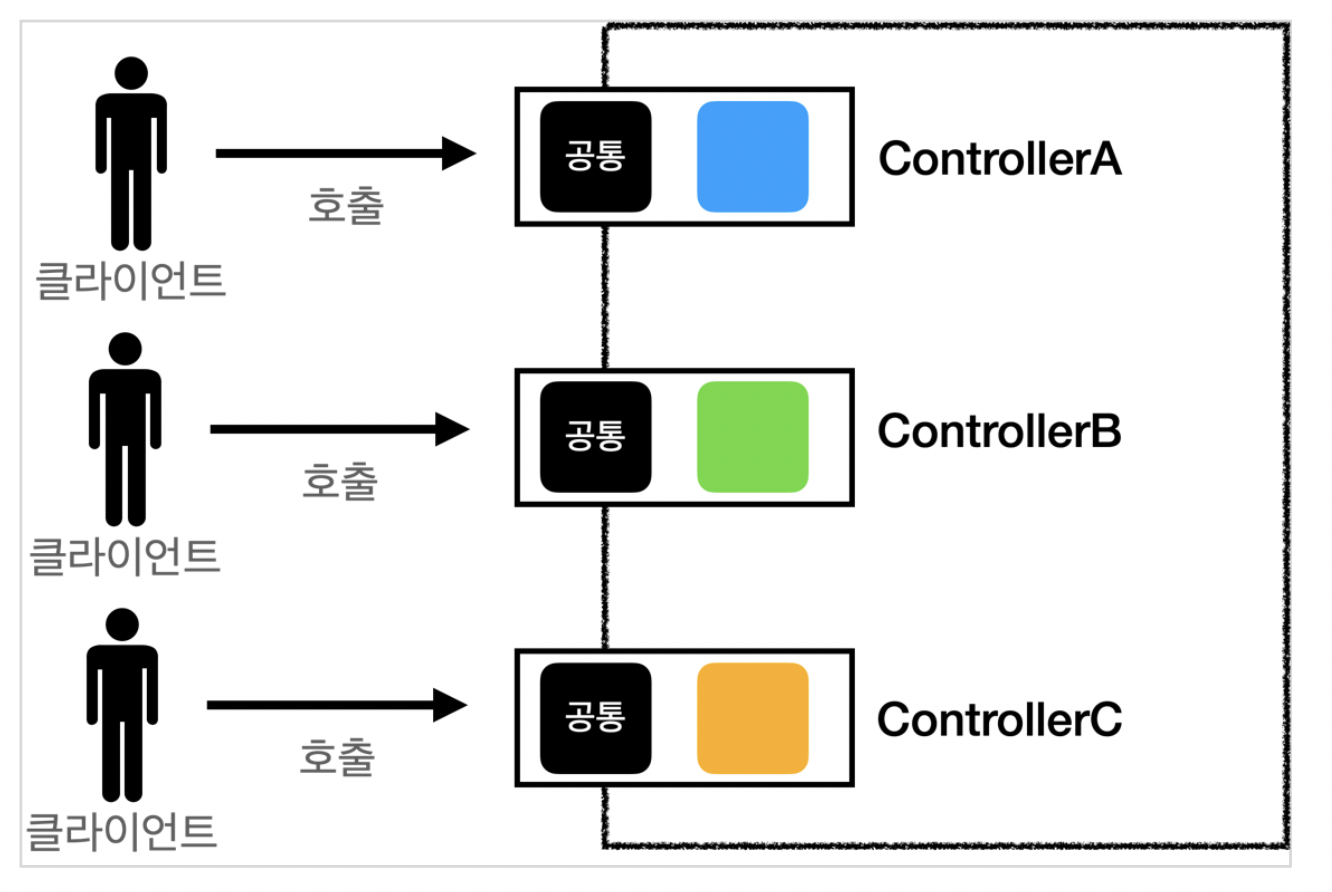 공통
ControllerA
호출
클라이언트
공통
ControllerB
호출
클라이언트
공통
ControllerC
호출
클라이언트